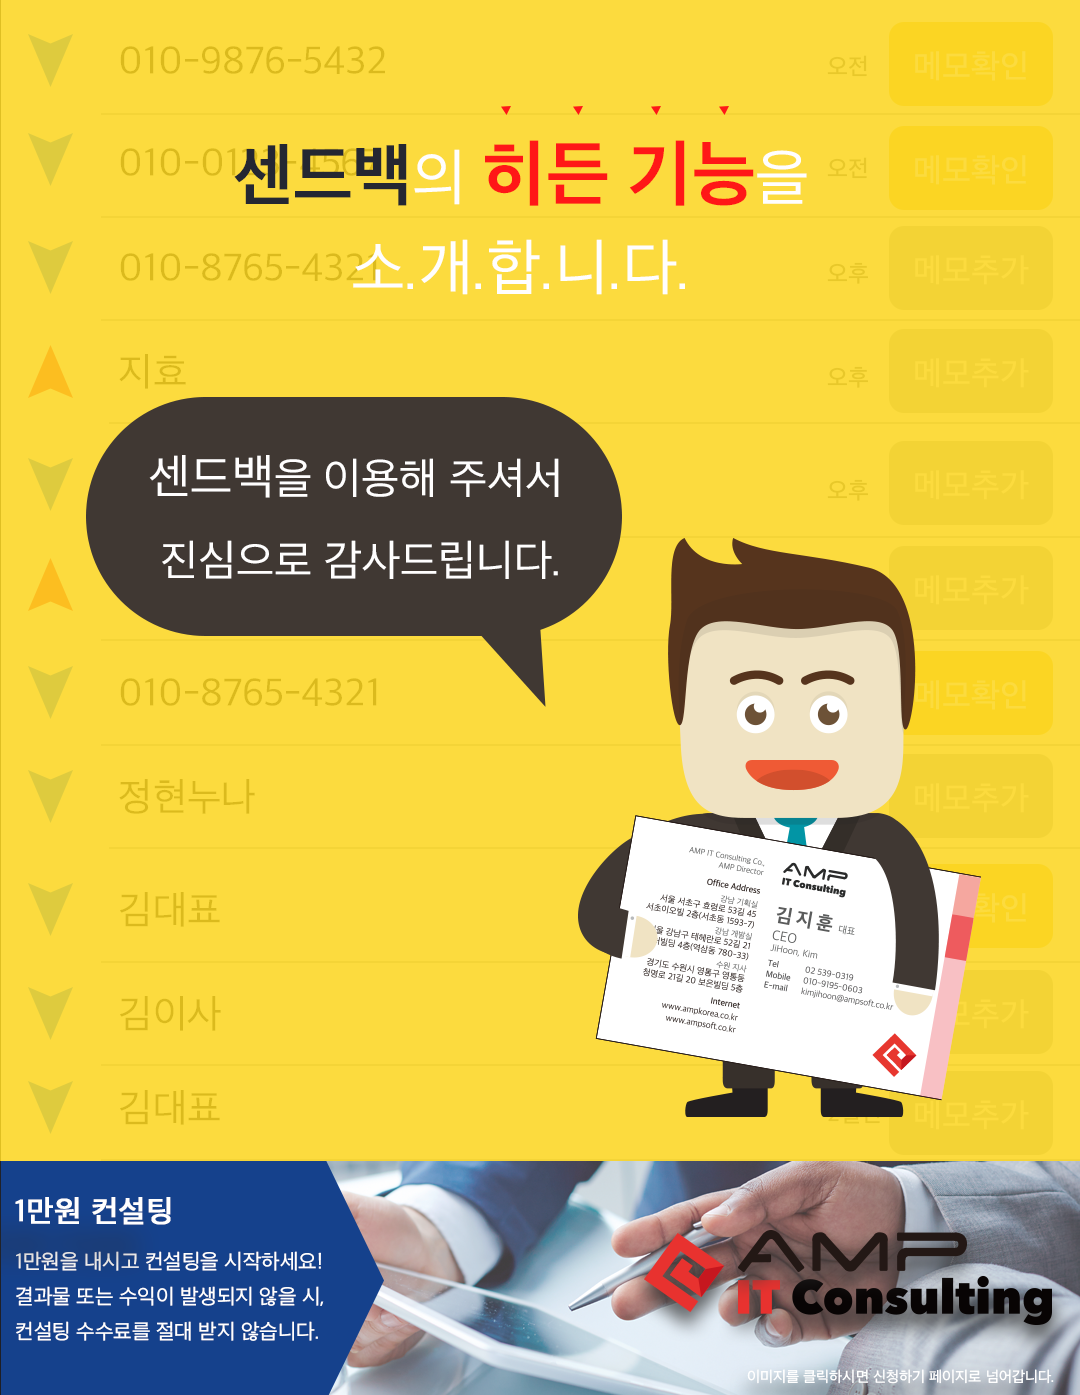 010-9876-5432 오전 메모확인
오전 메모확인
센드백의 히든 기능을
010-8765-4321 오후 메모추가
소.개.합.니.다.
지효 오후 메모추가
오후 메모추가
센드백을 이용해 주셔서
진심으로 감사드립니다.
메모추가
010-8765-4321 메모확인
정현누나 메모추가
김대표 확인
김이사 모추가
김대표 메모추가
AMP IT Consulting Co.,
AMP Director
Office Address
강남 기획실
서울 서초구 효령로 53길 45
서초이오빌 2층(서초동 1593-7)
강남 개발실
울 강남구 테헤란로 52길 21
빌딩 4층(역삼동 780-33)
수원 지사
경기도 수원시 영통구 영통동
청명로 21길 20 보은빌딩 5층
Internet
www.ampkorea.co.kr
www.ampsoft.co.kr
AMP
IT Consulting
김지훈 대표
CEO
JiHoon, Kim
Tel 02 539-0319
Mobile 010-9195-0603
E-mail kimjihoon@ampsoft.co.kr
1만원 컨설팅
1만원을 내시고 컨설팅을 시작하세요!
결과물 또는 수익이 발생되지 않을 시,
컨설팅 수수료를 절대 받지 않습니다.
AMP
IT Consulting
이미지를 클릭하시면 신청하기 페이지로 넘어갑니다.